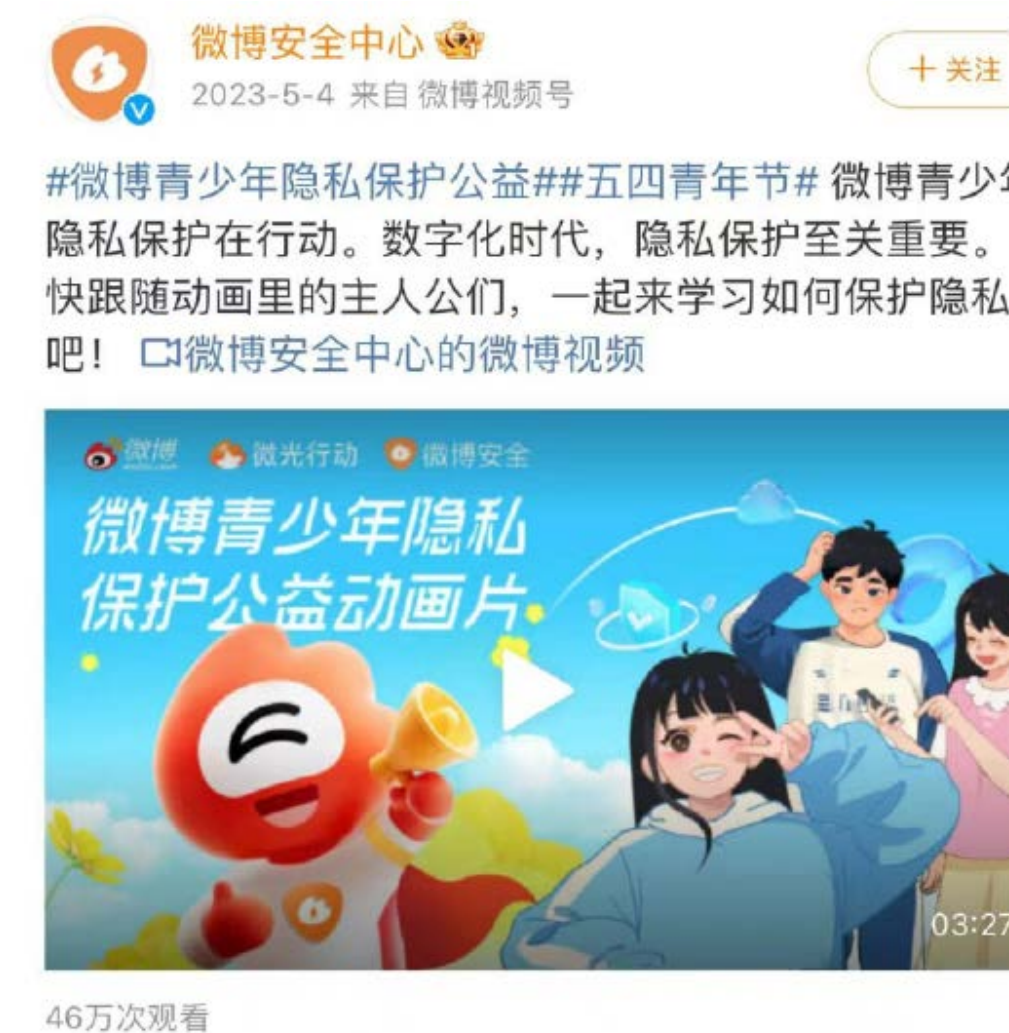 微博安全中心
2023-5-4 来自 微博视频号
+ 关注
#微博青少年隐私保护公益##五四青年节# 微博青少年
隐私保护在行动。数字化时代，隐私保护至关重要。
快跟随动画里的主人公们，一起来学习如何保护隐私
吧！ 微博安全中心的微博视频
微博 微光行动 微博安全
微博青少年隐私
保护公益动画片
03:27
46万次观看